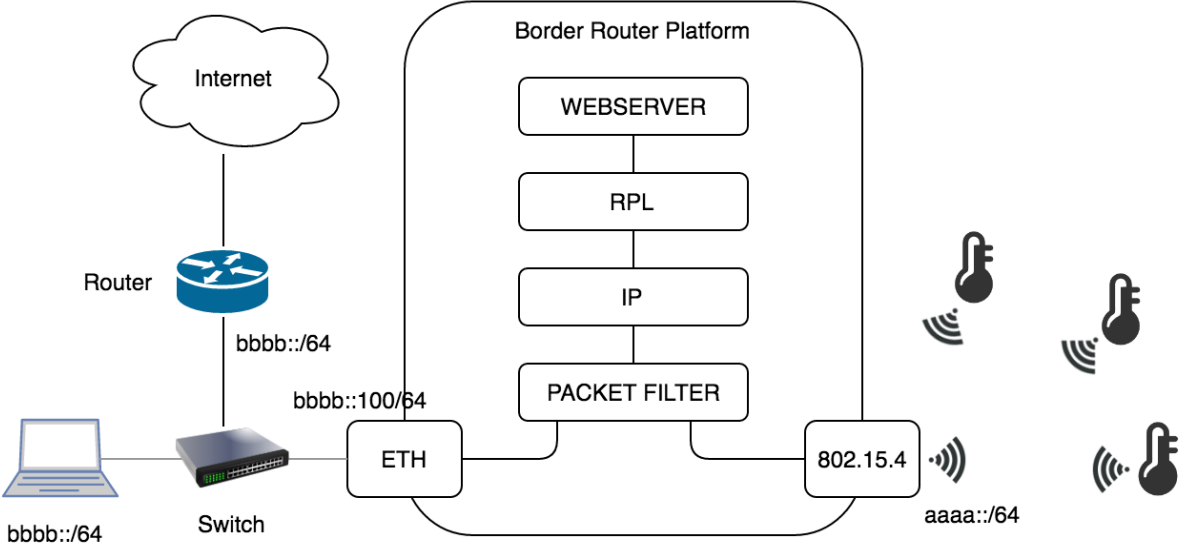 Border Router Platform
Internet
WEBSERVER
RPL
Router
IP
bbbb::/64
bbbb::100/64
PACKET FILTER
ETH
802.15.4
aaaa::/64
Switch
bbbb::/64